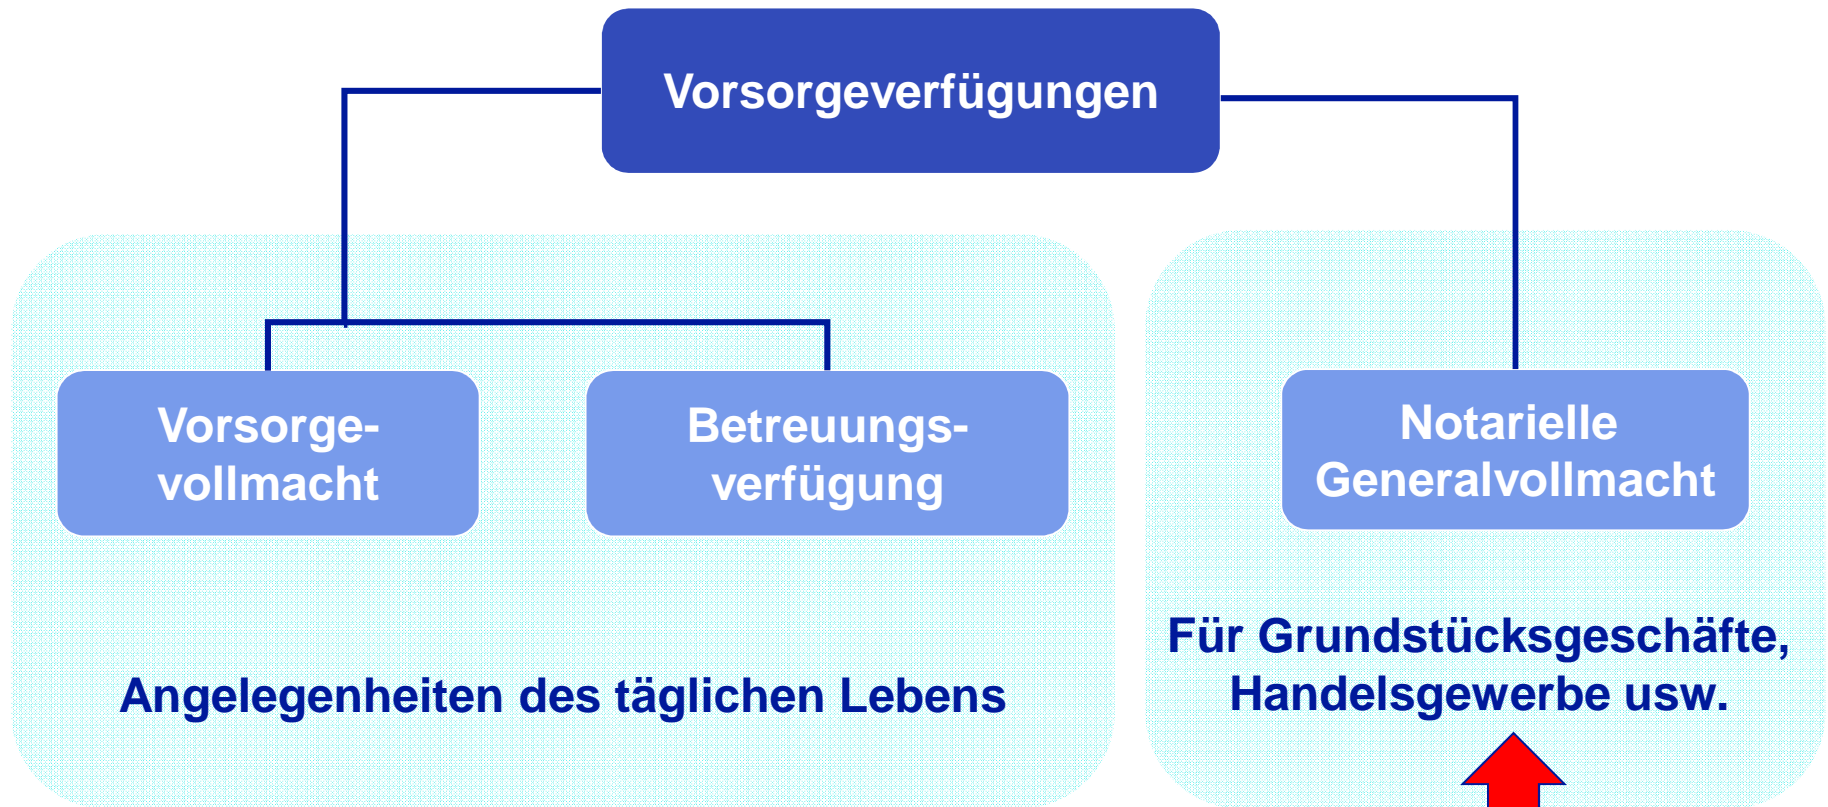 Vorsorgeverfügungen
Vorsorge-
vollmacht
Betreuungs-
verfügung
Notarielle
Generalvollmacht
Angelegenheiten des täglichen Lebens
Für Grundstücksgeschäfte,
Handelsgewerbe usw.